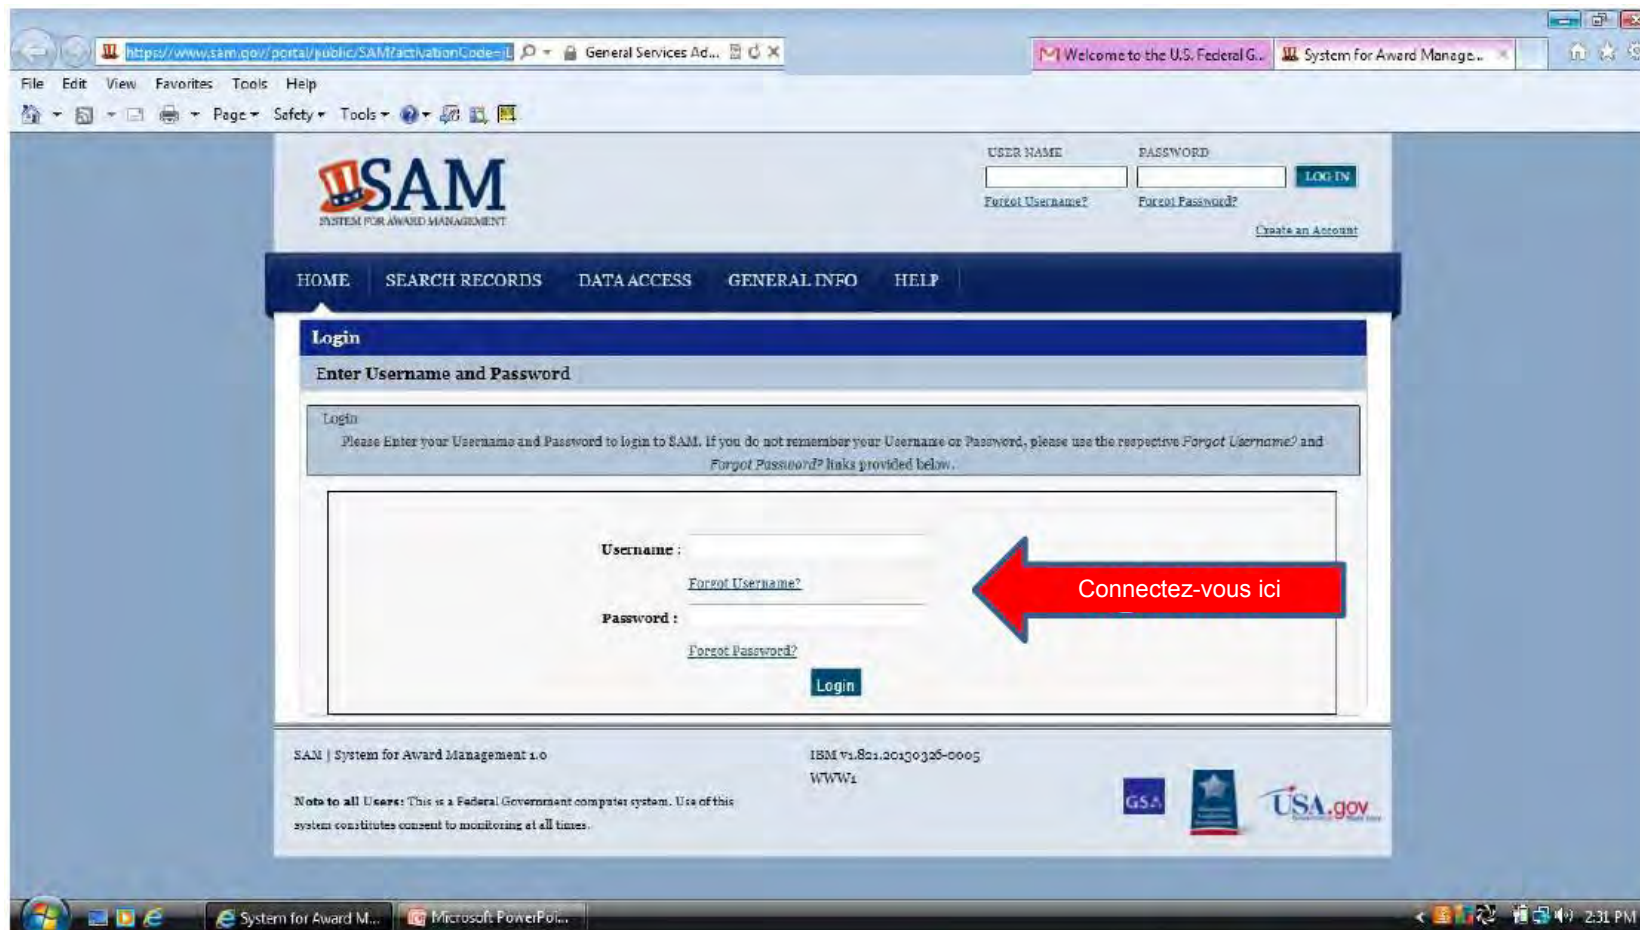 https://www.sam.gov/portal/public/SAM?activationCode=
General Services Ad...
Welcome to the U.S. Federal G...
System for Award Manage...
File Edit View Favorites Tools Help
Page Safety Tools
SAM
SYSTEM FOR AWARD MANAGEMENT
USER NAME PASSWORD
LOG IN
Forgot Username? Forgot Password?
Create an Account
HOME SEARCH RECORDS DATA ACCESS GENERAL INFO HELP
Login
Enter Username and Password
Login
Please Enter your Username and Password to login to SAM. If you do not remember your Username or Password, please use the respective Forgot Username? and
Forgot Password? links provided below.
Username :
Forgot Username?
Connectez-vous ici
Password :
Forgot Password?
Login
SAM | System for Award Management 1.0
IBM v1.821.20130326-0005
WWW1
Note to all Users: This is a Federal Government computer system. Use of this
system constitutes consent to monitoring at all times.
GSA
USA.gov
System for Award M...
Microsoft PowerPoi...
2:31 PM